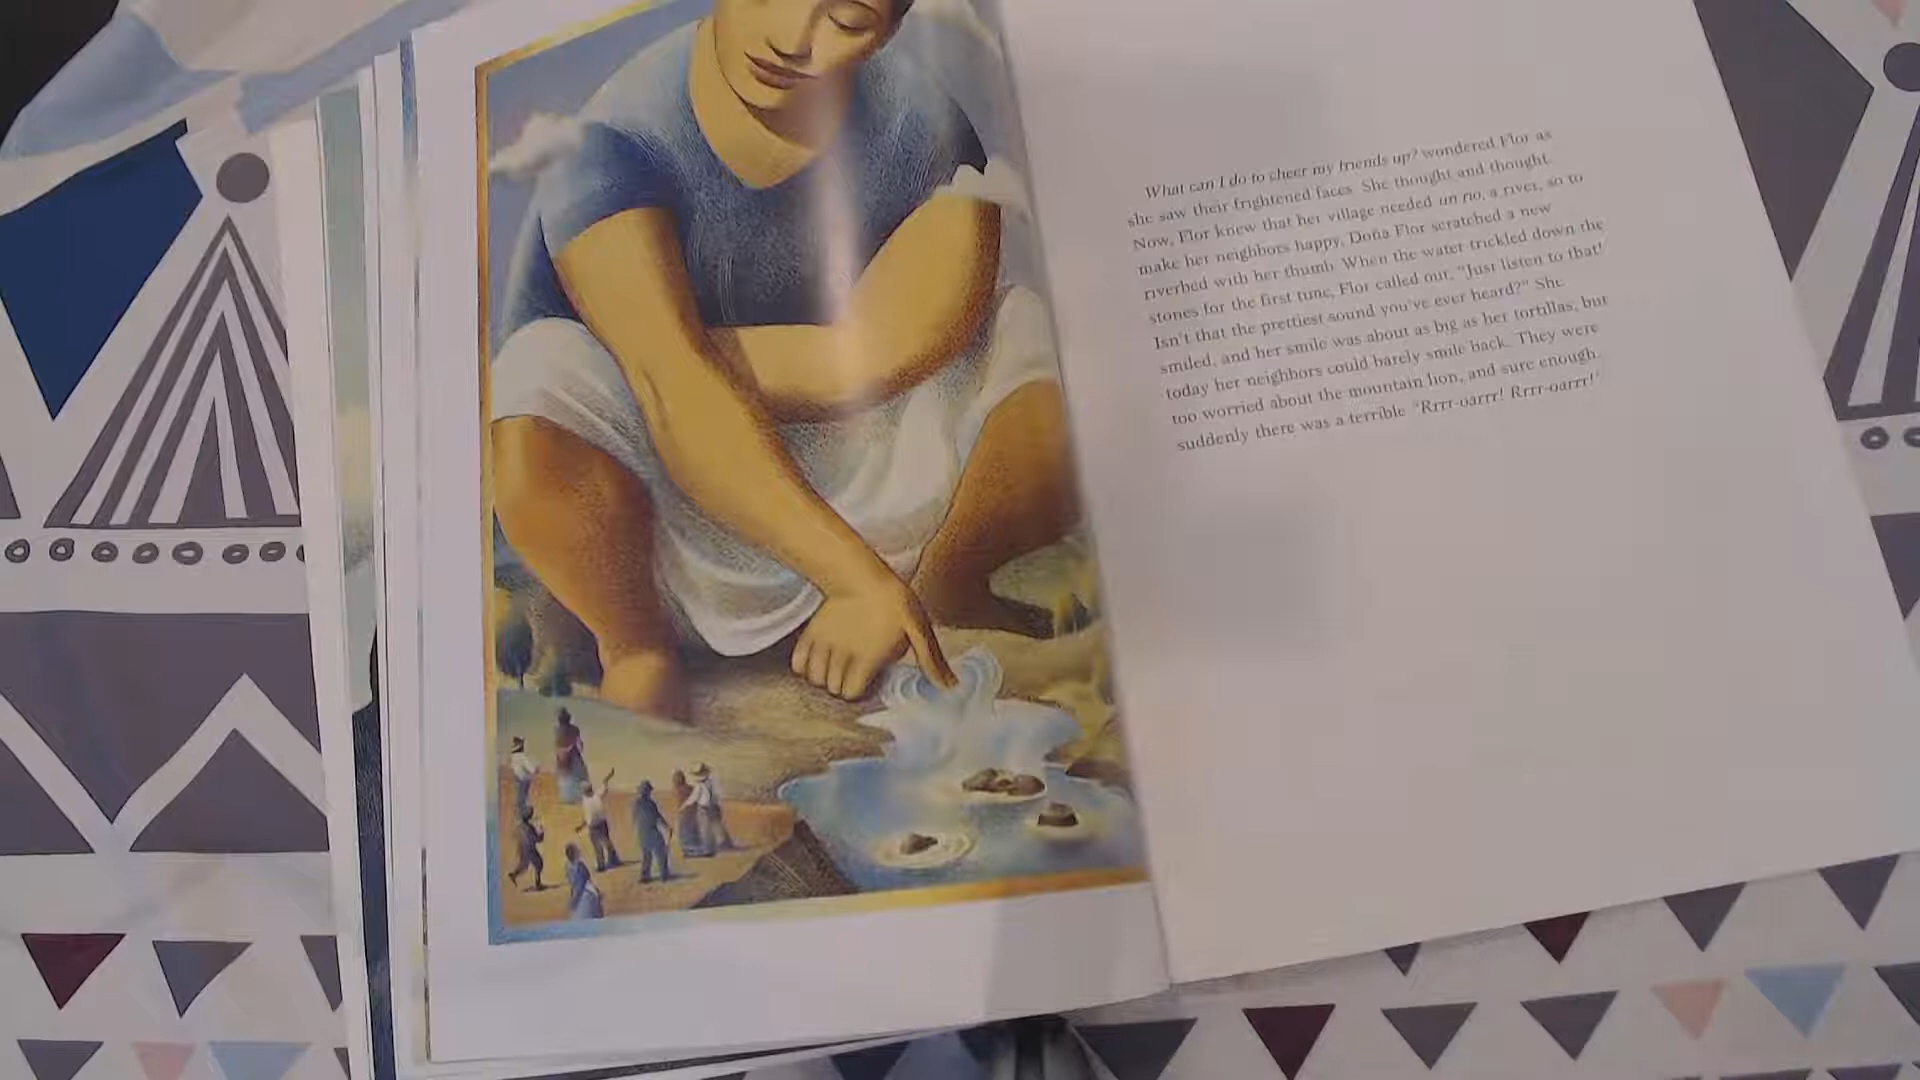 What can I do to cheer my friends up? wondered Flor as
she saw their frightened faces. She thought and thought.
Now, Flor knew that her village needed un río, a river, so to
make her neighbors happy, Doña Flor scratched a new
riverbed with her thumb. When the water trickled down the
stones for the first time, Flor called out, "Just listen to that!
Isn't that the prettiest sound you've ever heard?" She
smiled, and her smile was about as big as her tortillas, but
today her neighbors could barely smile back. They were
too worried about the mountain lion, and sure enough,
suddenly there was a terrible "Rrrr-oarrr! Rrrr-oarrr!"